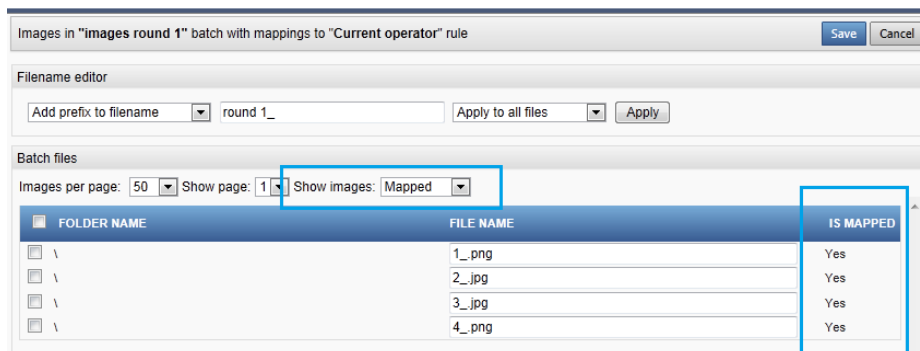 Images in "images round 1" batch with mappings to "Current operator" rule Save Cancel
Filename editor
Add prefix to filename round 1_ Apply to all files Apply
Batch files
Images per page: 50 Show page: 1 Show images: Mapped
FOLDER NAME FILE NAME IS MAPPED
\ 1_.png Yes
\ 2_.jpg Yes
\ 3_.jpg Yes
\ 4_.png Yes